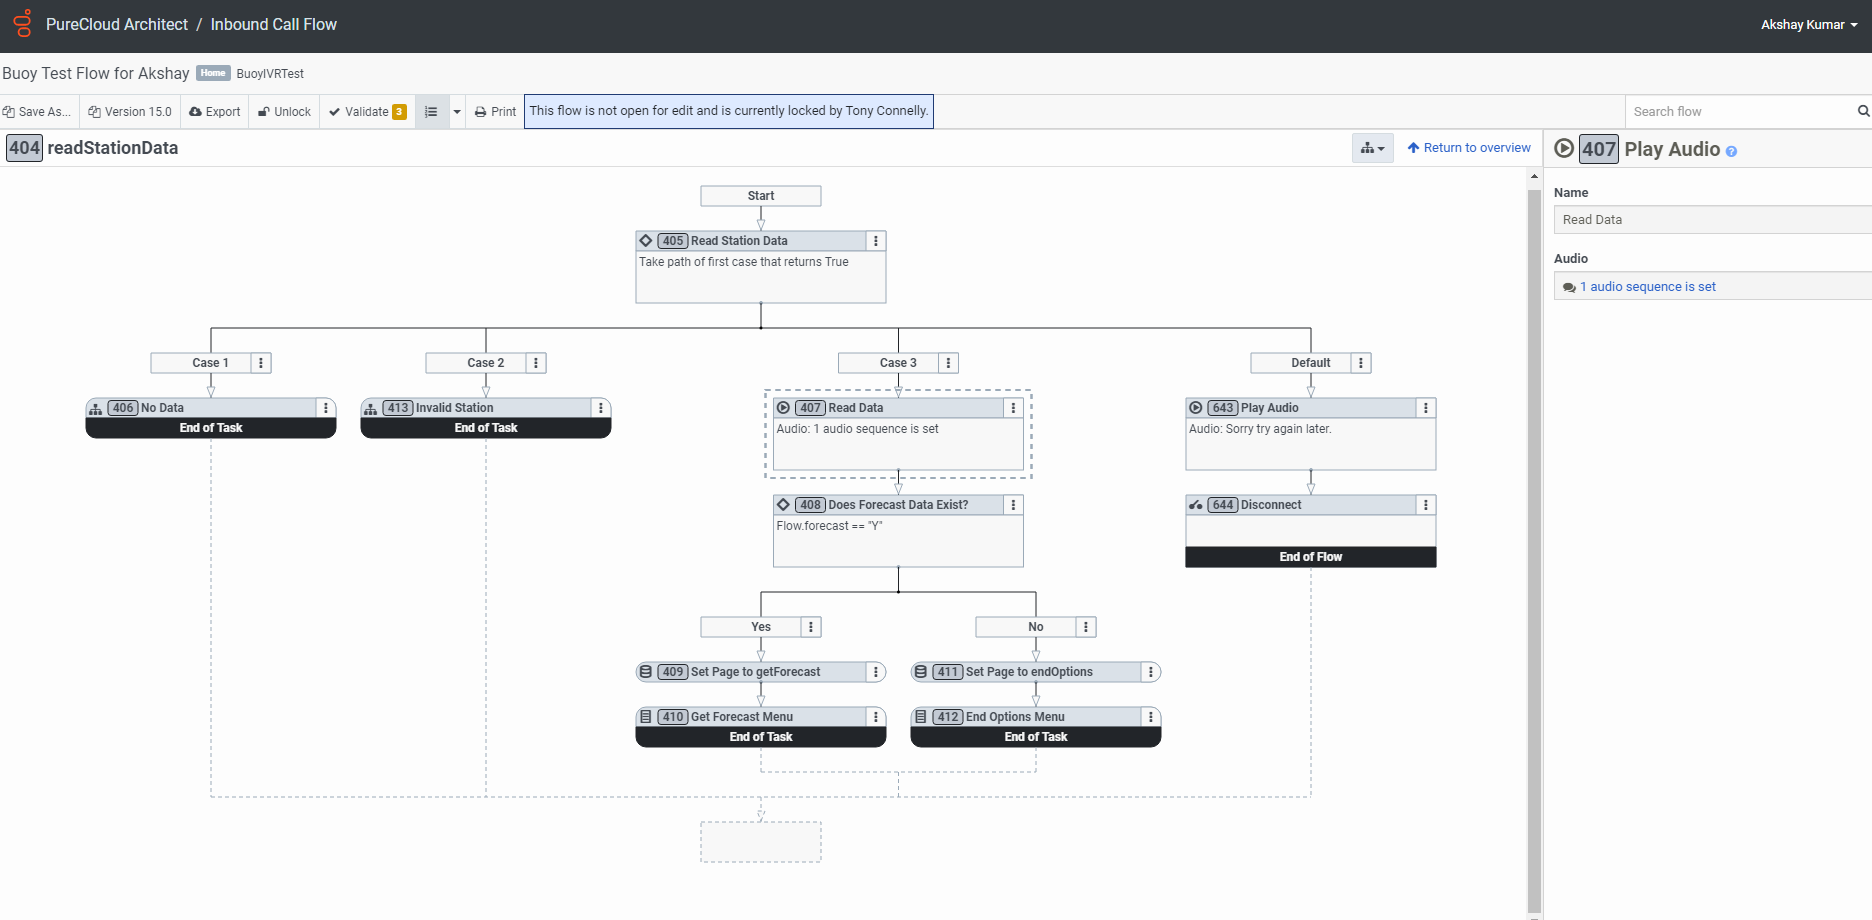 PureCloud Architect / Inbound Call Flow
Akshay Kumar
Buoy Test Flow for Akshay Home BuoyIVRTest
Save As... Version 15.0 Export Unlock Validate 3 Print This flow is not open for edit and is currently locked by Tony Connelly. Search flow
404 readStationData
Return to overview
407 Play Audio ?
Name
Read Data
Audio
1 audio sequence is set
Start
405 Read Station Data
Take path of first case that returns True
Case 1
Case 2
Case 3
Default
406 No Data
End of Task
413 Invalid Station
End of Task
407 Read Data
Audio: 1 audio sequence is set
643 Play Audio
Audio: Sorry try again later.
408 Does Forecast Data Exist?
Flow.forecast == "Y"
644 Disconnect
End of Flow
Yes
No
409 Set Page to getForecast
411 Set Page to endOptions
410 Get Forecast Menu
End of Task
412 End Options Menu
End of Task